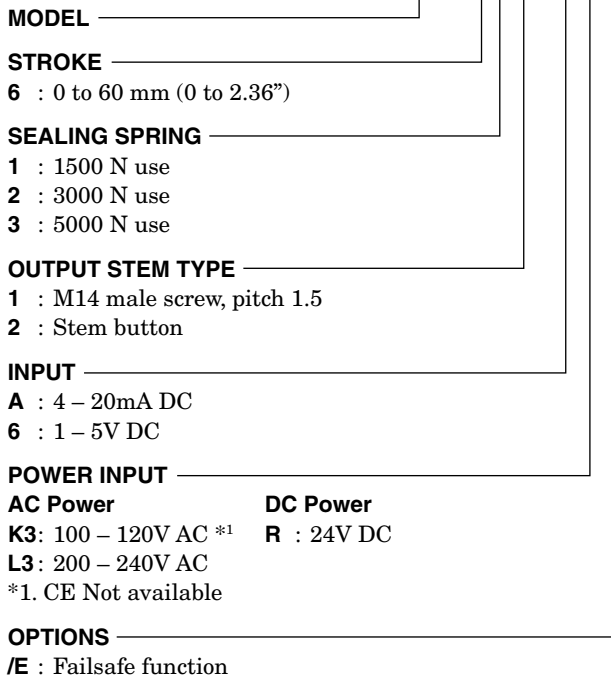 MODEL
STROKE
6 : 0 to 60 mm (0 to 2.36”)
SEALING SPRING
1 : 1500 N use
2 : 3000 N use
3 : 5000 N use
OUTPUT STEM TYPE
1 : M14 male screw, pitch 1.5
2 : Stem button
INPUT
A : 4 – 20mA DC
6 : 1 – 5V DC
POWER INPUT
AC Power DC Power
K3: 100 – 120V AC *1 R : 24V DC
L3: 200 – 240V AC
*1. CE Not available
OPTIONS
/E : Failsafe function